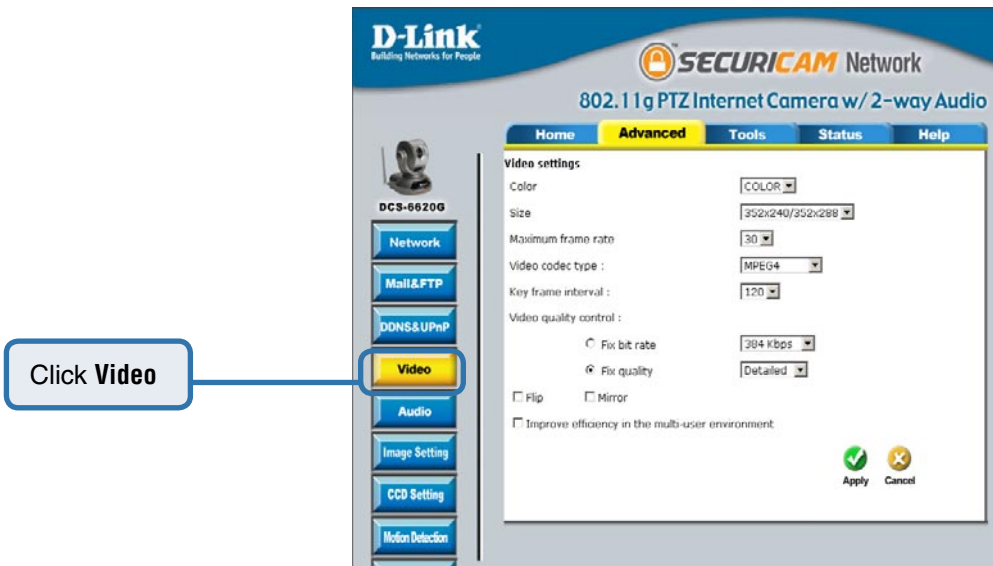 D-Link
Building Networks for People
SECURICAM Network
802.11g PTZ Internet Camera w/ 2-way Audio
Home Advanced Tools Status Help
DCS-6620G
Network
Mail&FTP
DDNS&UPnP
Video
Audio
Image Setting
CCD Setting
Motion Detection
Click Video
Video settings
Color COLOR
Size 352x240/352x288
Maximum frame rate 30
Video codec type : MPEG4
Key frame interval : 120
Video quality control :
Fix bit rate 384 Kbps
Fix quality Detailed
Flip Mirror
Improve efficiency in the multi-user environment
Apply Cancel